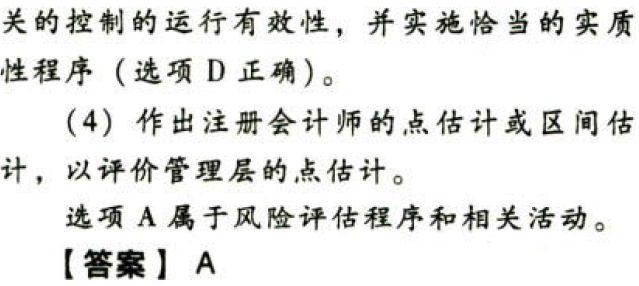 关的控制的运行有效性，并实施恰当的实质
性程序（选项 D 正确）。
（4）作出注册会计师的点估计或区间估
计，以评价管理层的点估计。
选项 A 属于风险评估程序和相关活动。
【答案】 A